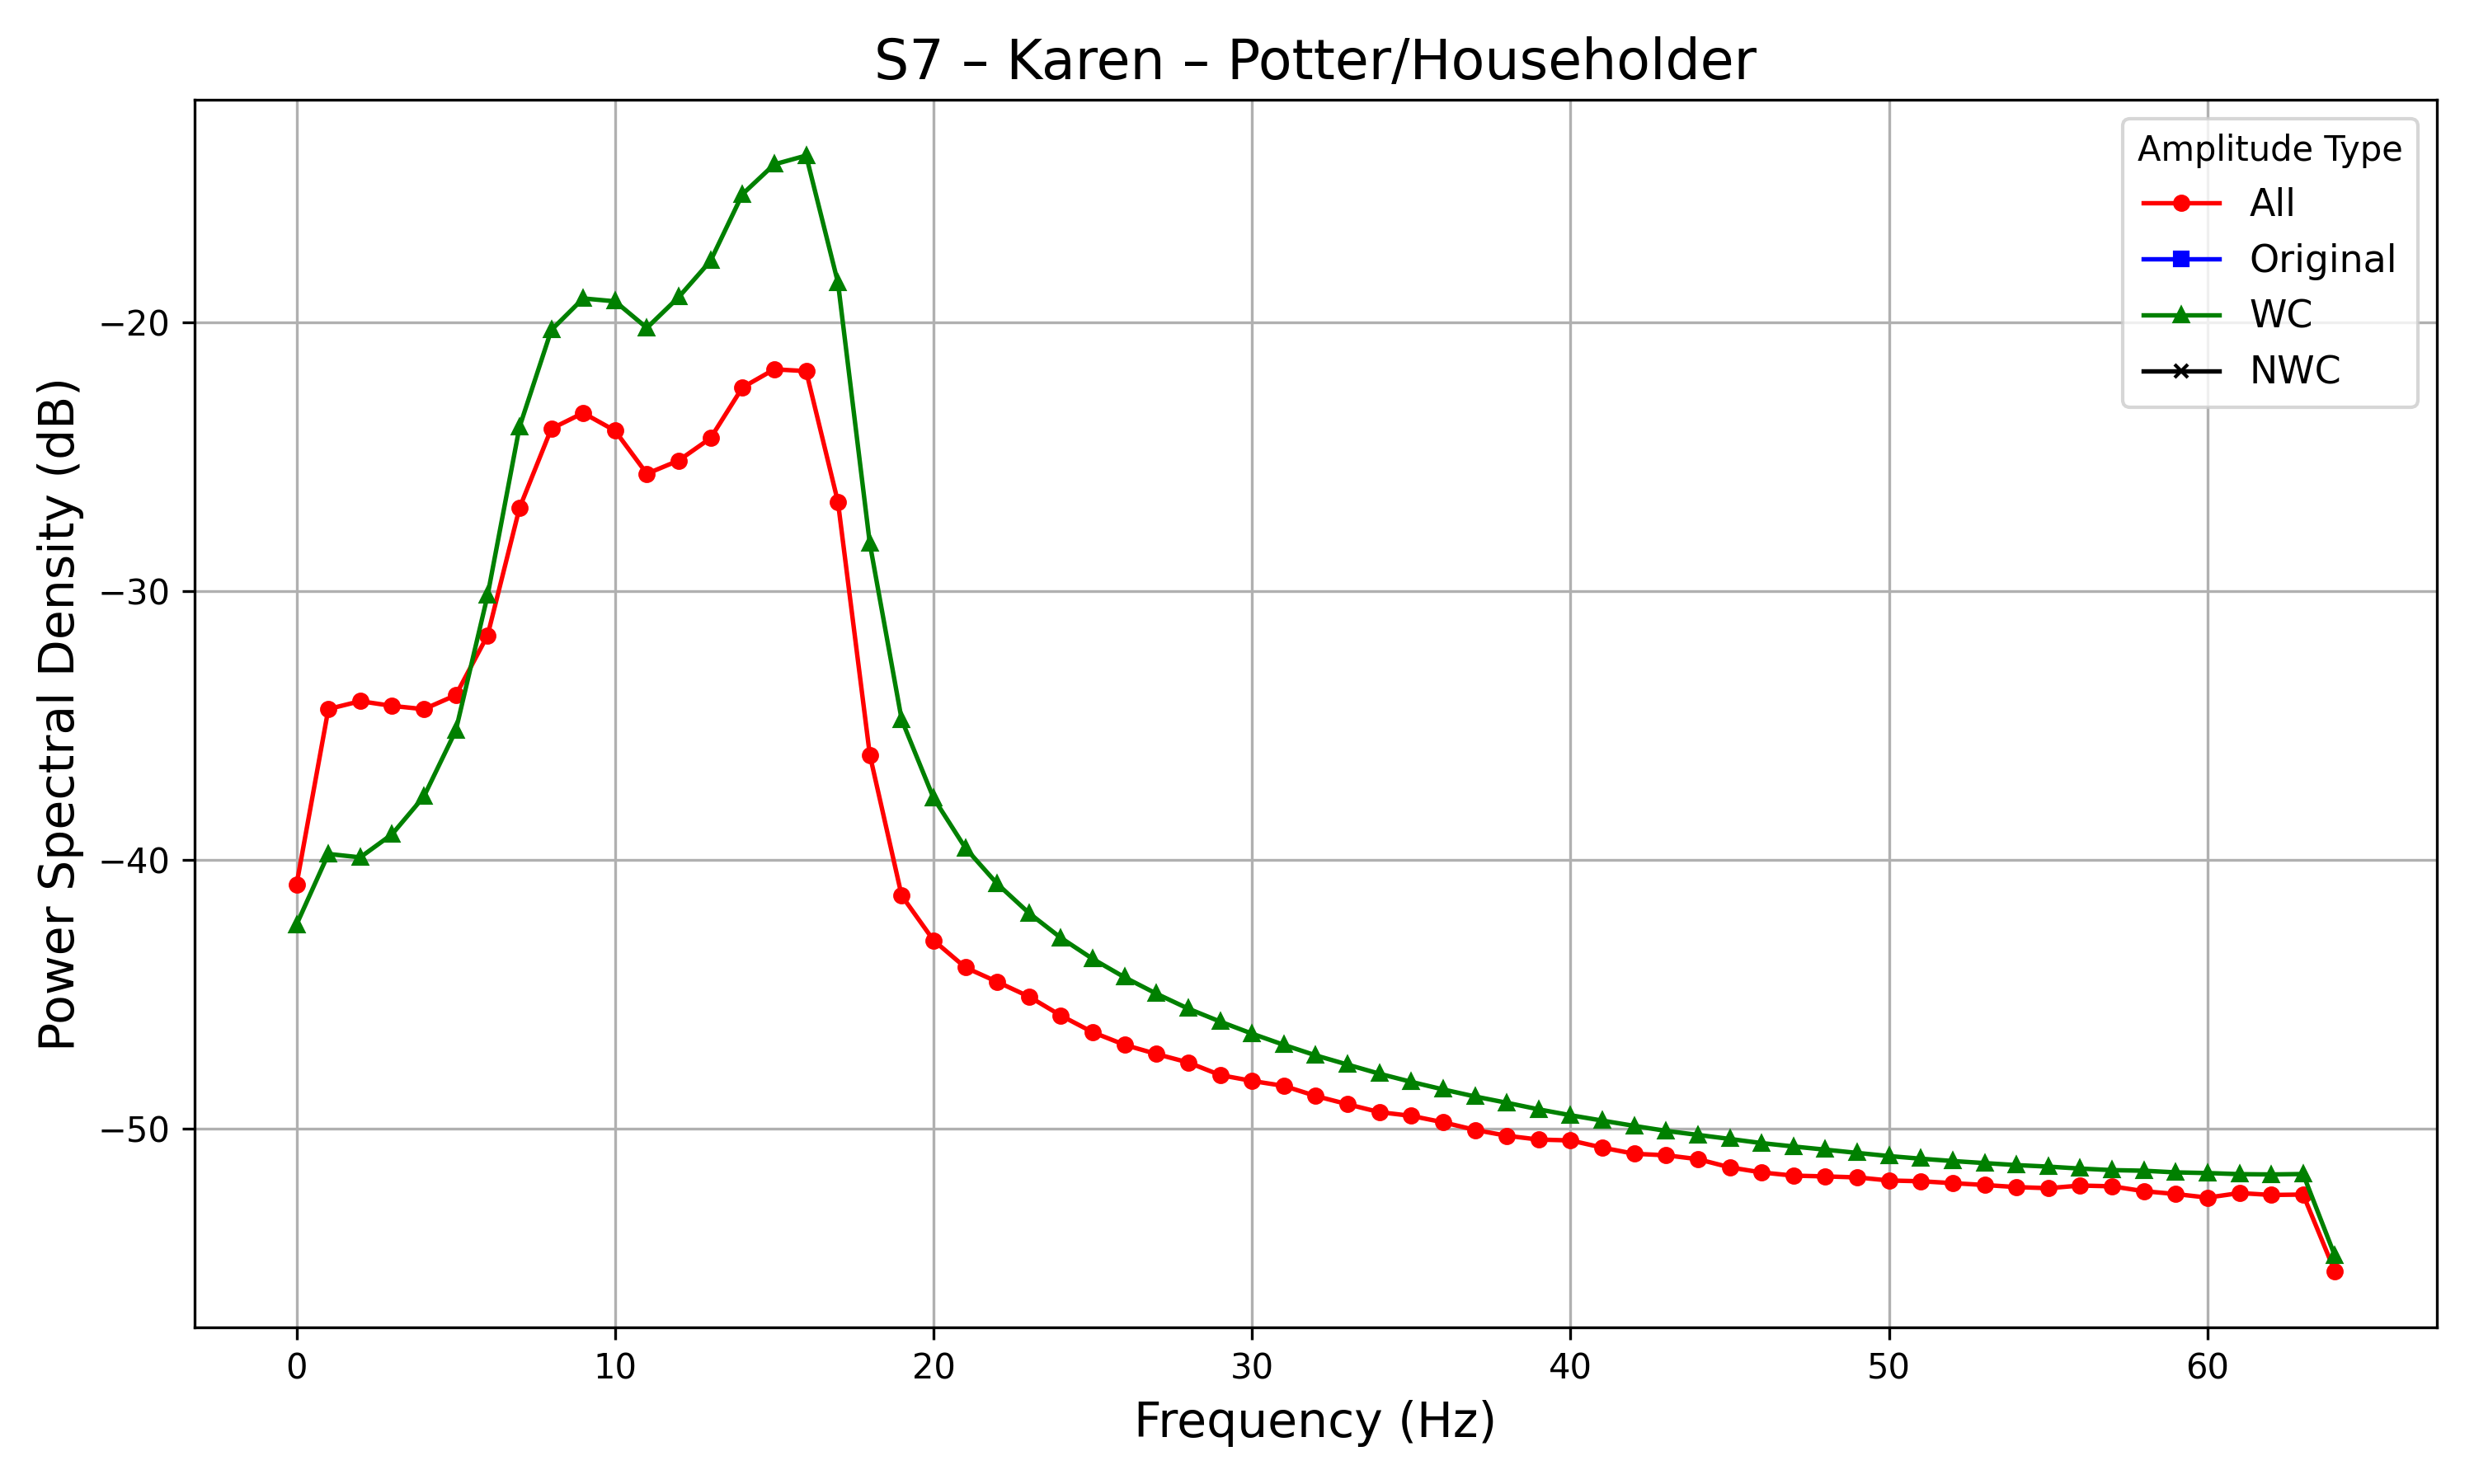 S7 – Karen – Potter/Householder
Amplitude Type
All
Original
WC
NWC
Power Spectral Density (dB)
−20
−30
−40
−50
0 10 20 30 40 50 60
Frequency (Hz)